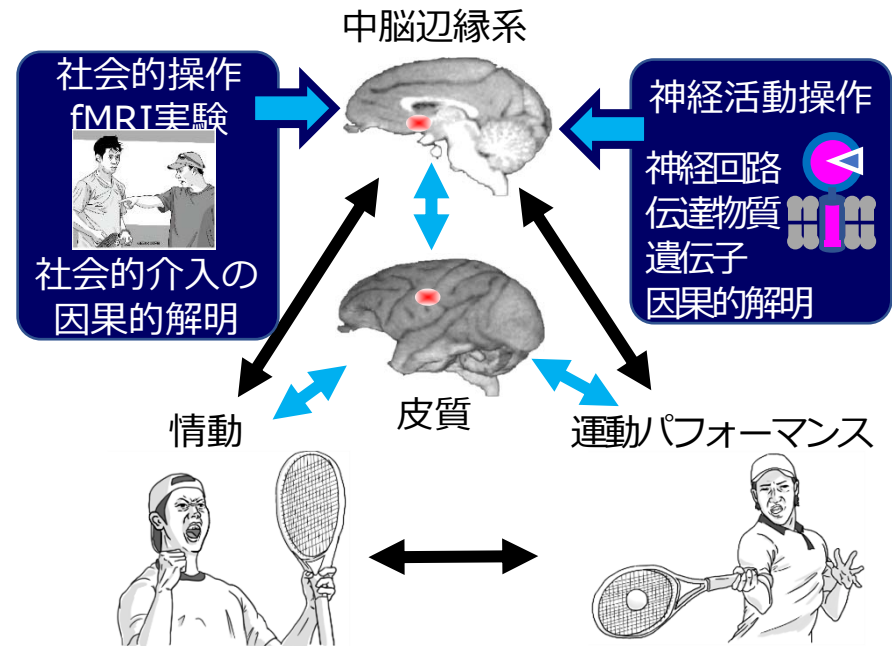 中脳辺縁系
社会的操作
fMRI実験
社会的介入の
因果的解明
神経活動操作
神経回路
伝達物質
遺伝子
因果的解明
皮質
情動
運動パフォーマンス